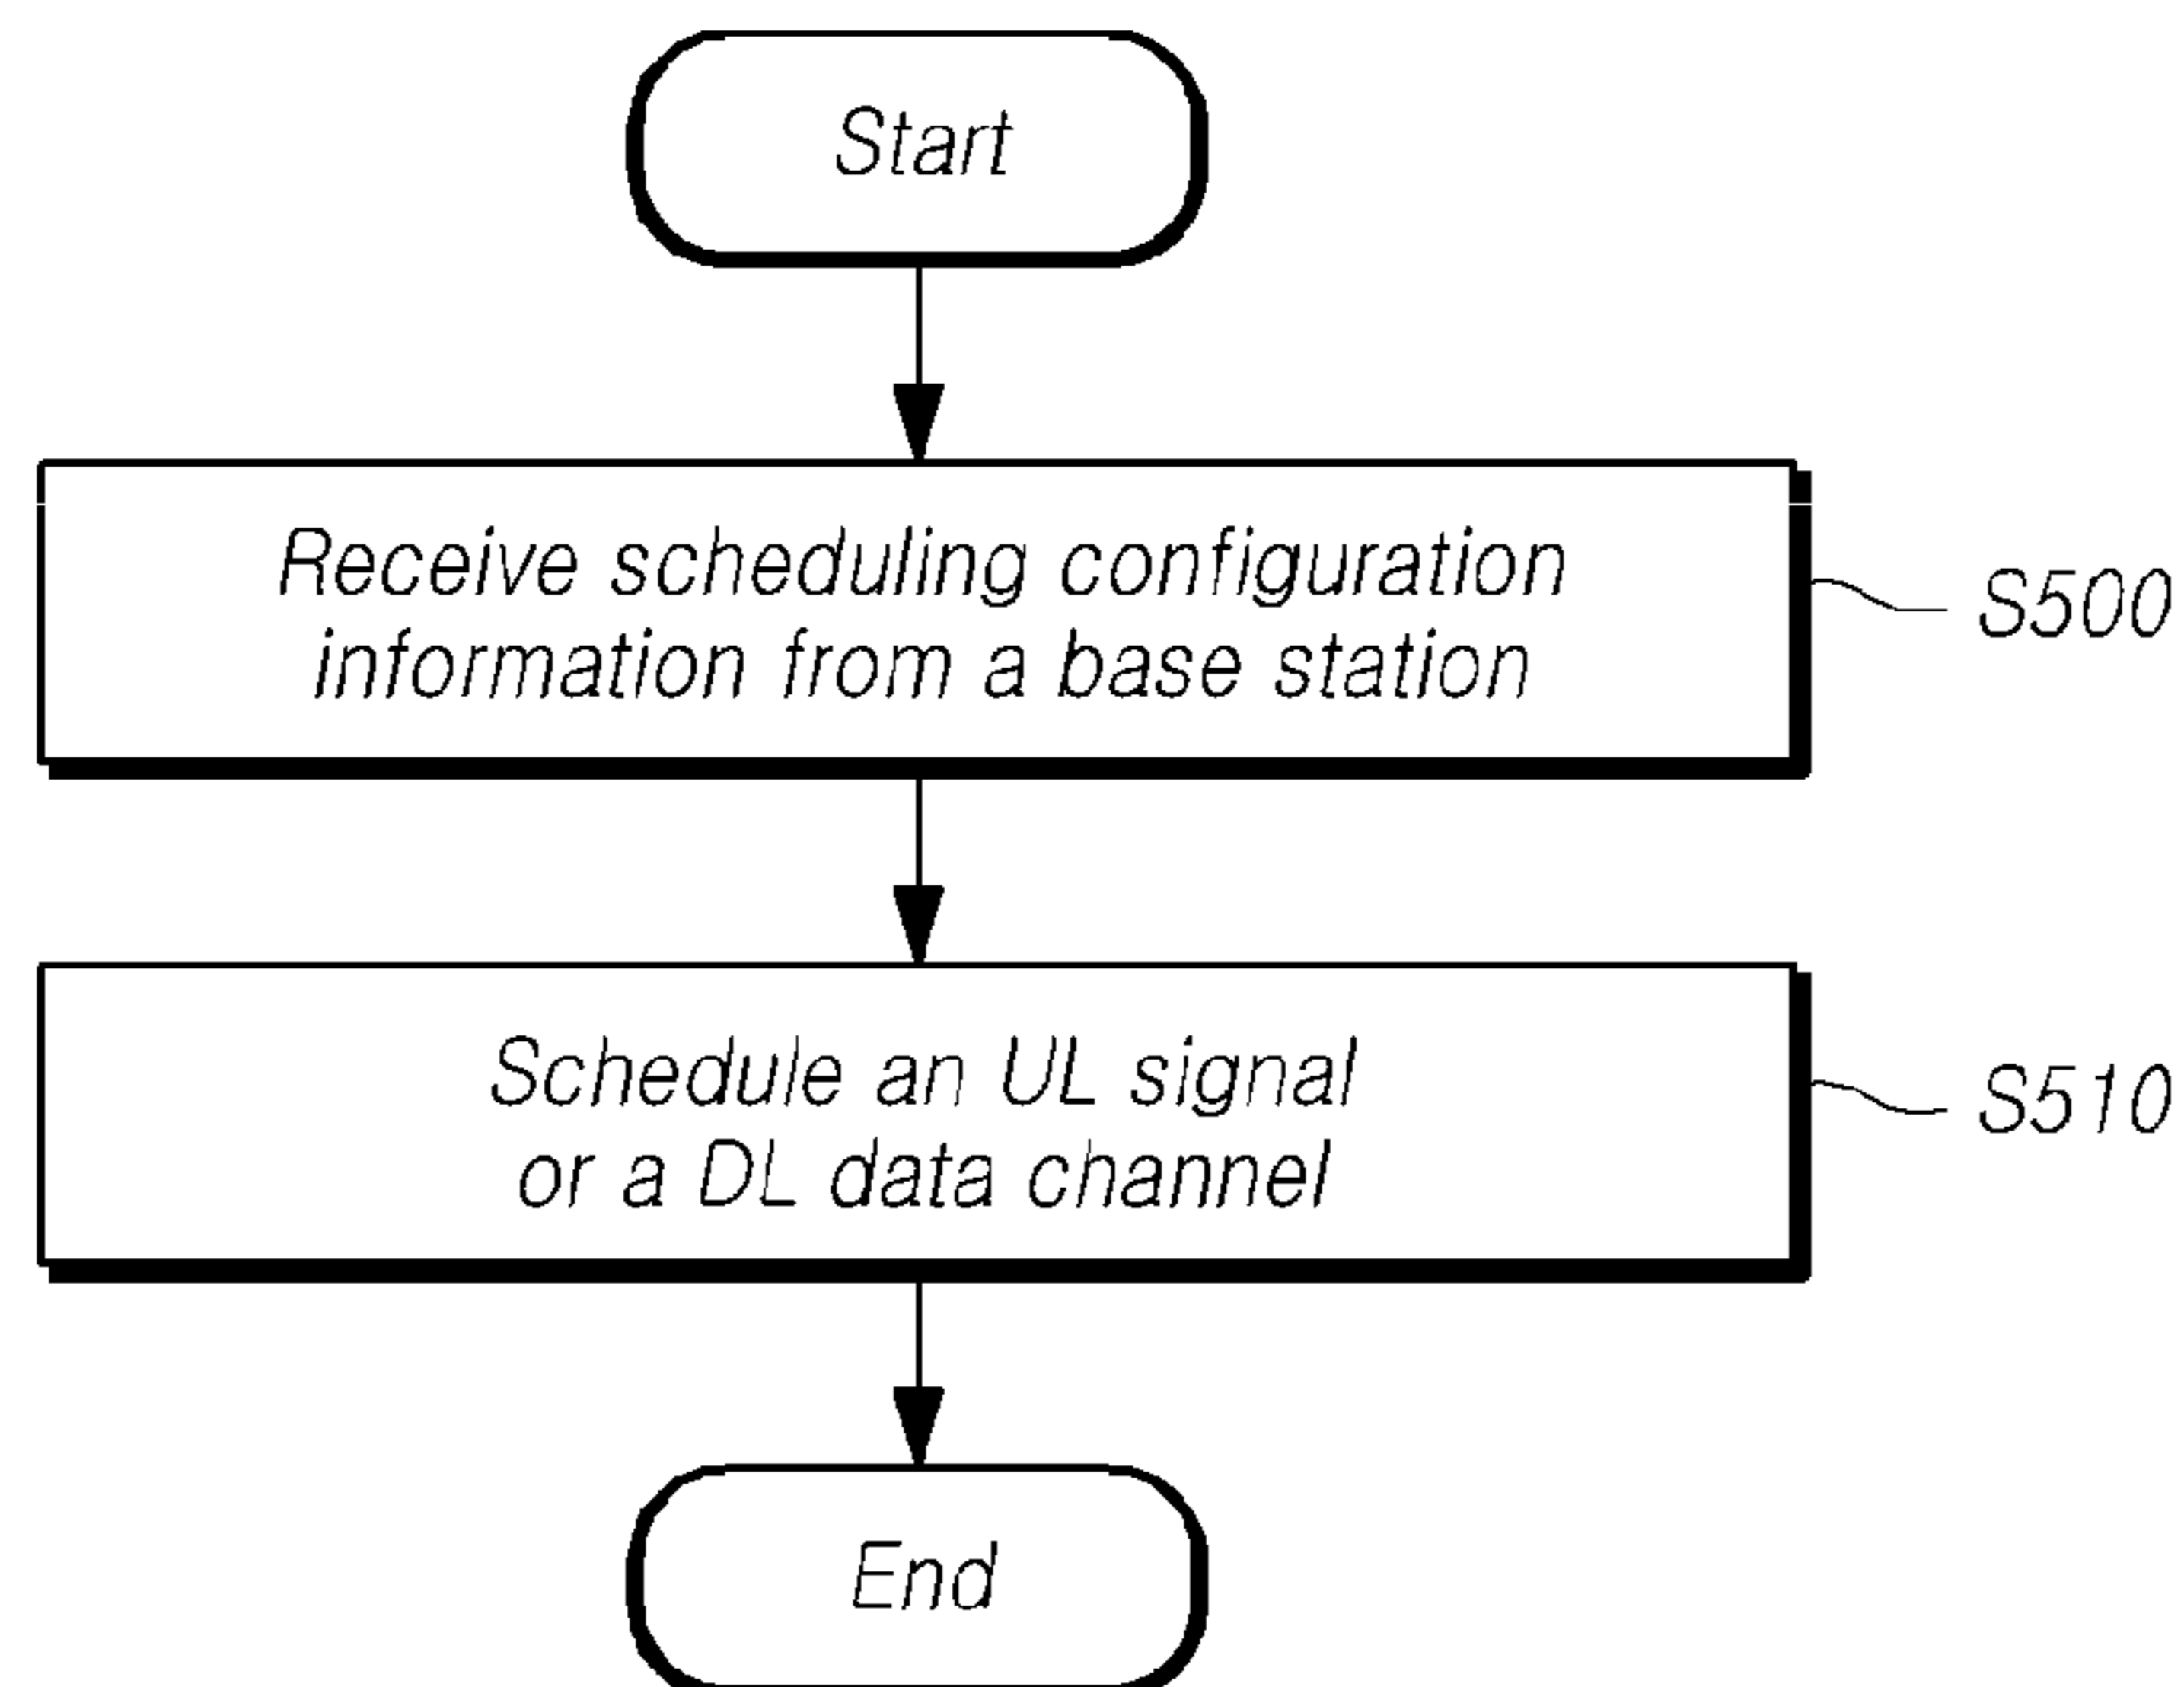 Start
Receive scheduling configuration
information from a base station
S500
Schedule an UL signal
or a DL data channel
S510
End